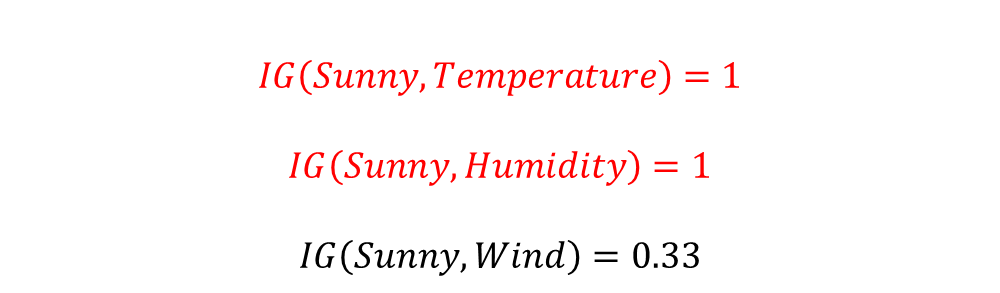 IG(Sunny, Temperature) = 1
IG(Sunny, Humidity) = 1
IG(Sunny, Wind) = 0.33